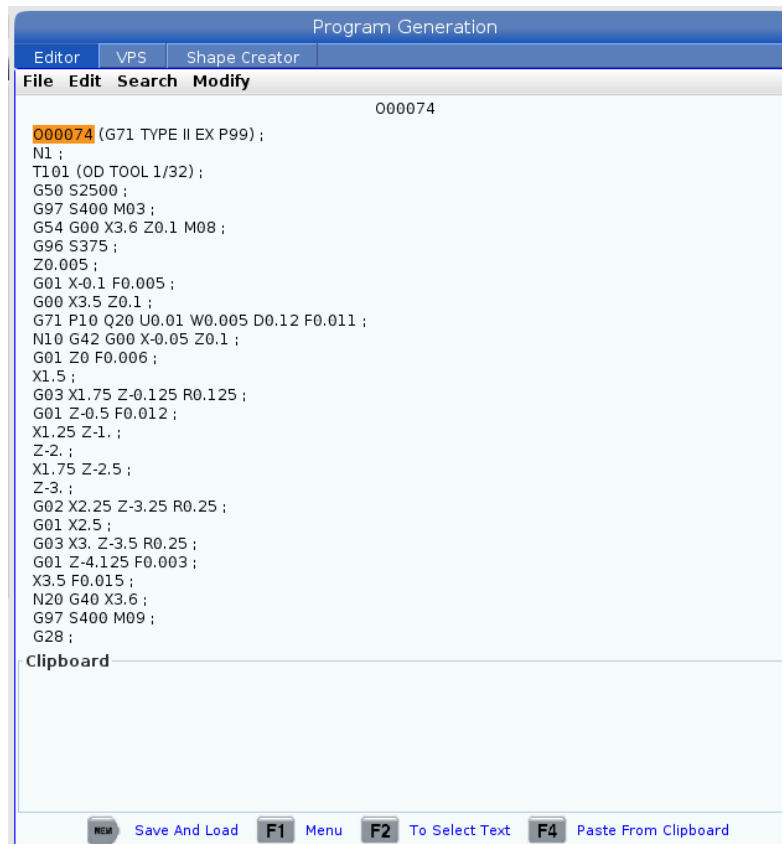 Program Generation
Editor VPS Shape Creator
File Edit Search Modify
O00074
O00074 (G71 TYPE II EX P99) ;
N1 ;
T101 (OD TOOL 1/32) ;
G50 S2500 ;
G97 S400 M03 ;
G54 G00 X3.6 Z0.1 M08 ;
G96 S375 ;
Z0.005 ;
G01 X-0.1 F0.005 ;
G00 X3.5 Z0.1 ;
G71 P10 Q20 U0.01 W0.005 D0.12 F0.011 ;
N10 G42 G00 X-0.05 Z0.1 ;
G01 Z0 F0.006 ;
X1.5 ;
G03 X1.75 Z-0.125 R0.125 ;
G01 Z-0.5 F0.012 ;
X1.25 Z-1. ;
Z-2. ;
X1.75 Z-2.5 ;
Z-3. ;
G02 X2.25 Z-3.25 R0.25 ;
G01 X2.5 ;
G03 X3. Z-3.5 R0.25 ;
G01 Z-4.125 F0.003 ;
X3.5 F0.015 ;
N20 G40 X3.6 ;
G97 S400 M09 ;
G28 ;
Clipboard
MEM Save And Load F1 Menu F2 To Select Text F4 Paste From Clipboard